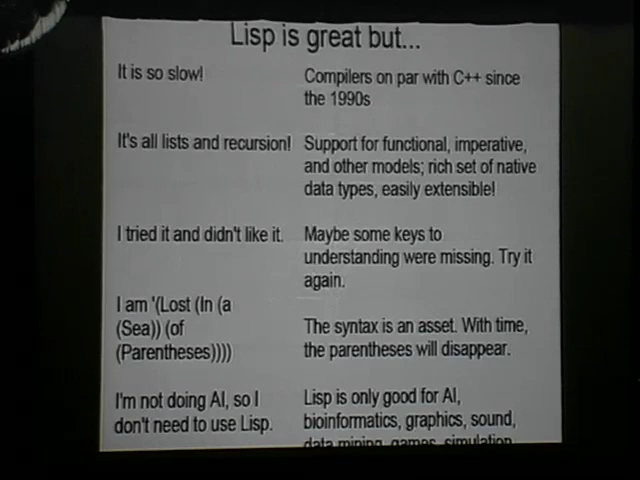 Lisp is great but...
It is so slow!
Compilers on par with C++ since
the 1990s
It's all lists and recursion!
Support for functional, imperative,
and other models; rich set of native
data types, easily extensible!
I tried it and didn't like it.
Maybe some keys to
understanding were missing. Try it
again.
I am '(Lost (In (a
(Sea)) (of
(Parentheses))))
The syntax is an asset. With time,
the parentheses will disappear.
I'm not doing AI, so I
don't need to use Lisp.
Lisp is only good for AI,
bioinformatics, graphics, sound,
data mining, games, simulation